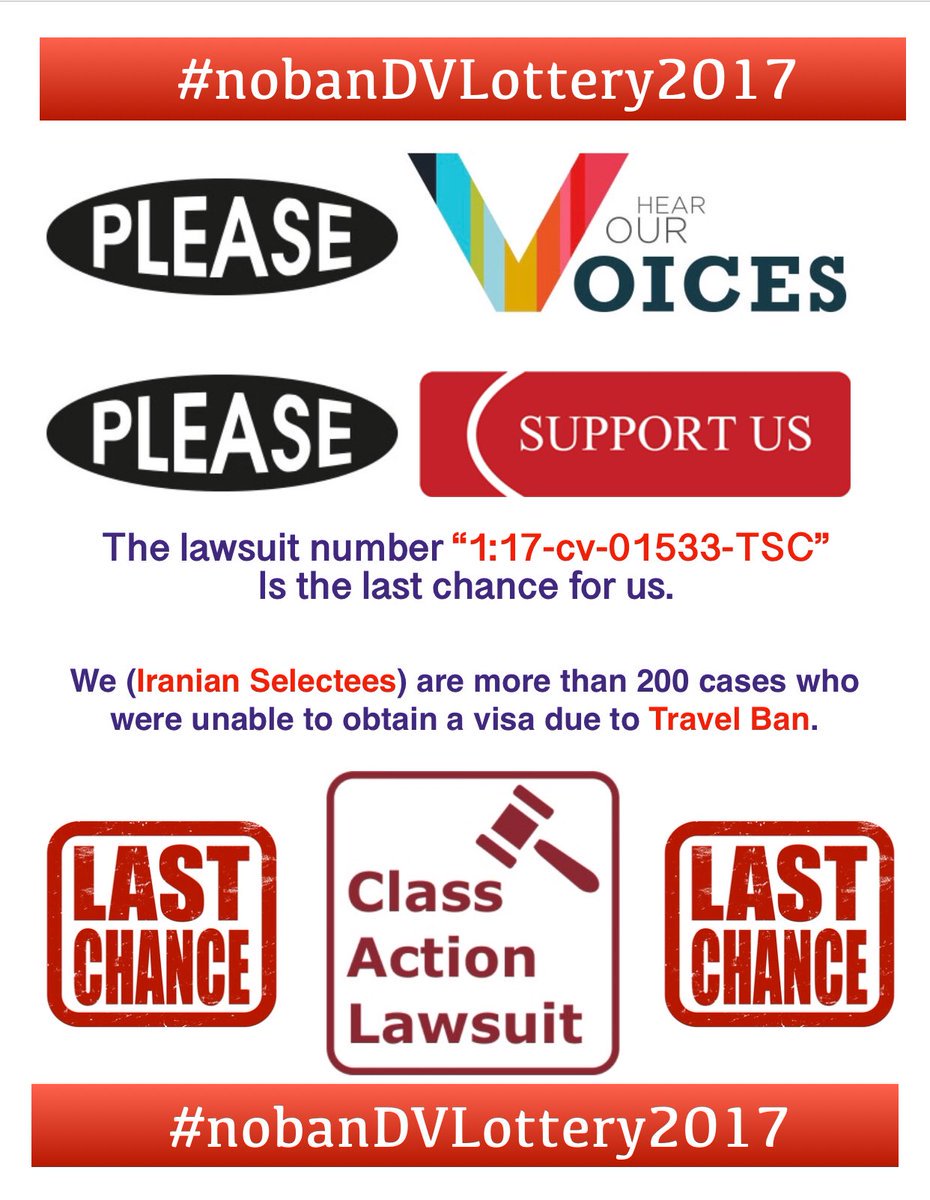 #nobanDVLottery2017
PLEASE
HEAR
OUR
VOICES
PLEASE
SUPPORT US
The lawsuit number “1:17-cv-01533-TSC”
Is the last chance for us.
We (Iranian Selectees) are more than 200 cases who
were unable to obtain a visa due to Travel Ban.
LAST
CHANCE
Class
Action
Lawsuit
LAST
CHANCE
#nobanDVLottery2017